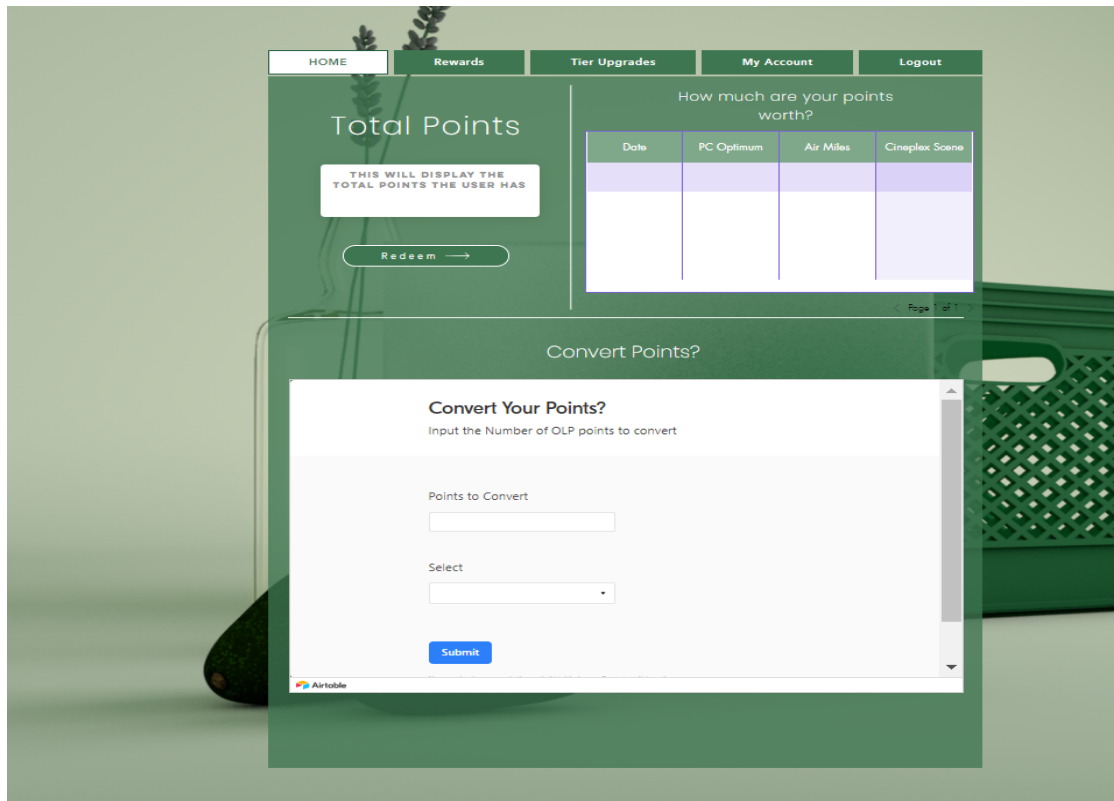 HOME Rewards Tier Upgrades My Account Logout
Total Points
THIS WILL DISPLAY THE
TOTAL POINTS THE USER HAS
Redeem
How much are your points
worth?
Date PC Optimum Air Miles Cineplex Scene
Page 1 of 1
Convert Points?
Convert Your Points?
Input the Number of OLP points to convert
Points to Convert
Select
Submit
Airtable